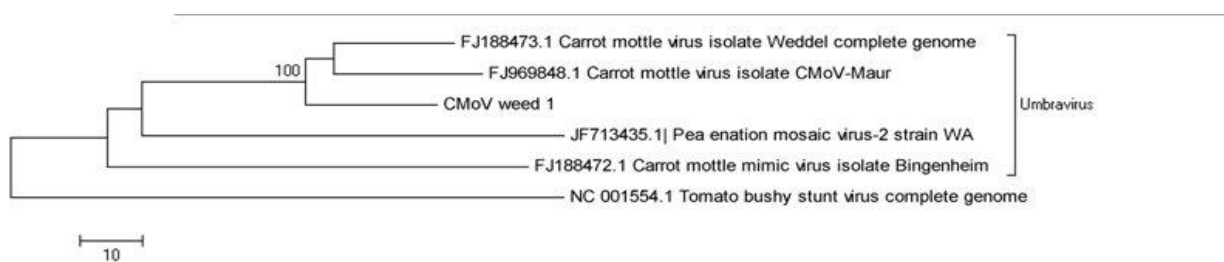 FJ188473.1 Carrot mottle virus isolate Weddel complete genome
100
FJ969848.1 Carrot mottle virus isolate CMoV-Maur
CMoV weed 1
Umbravirus
JF713435.1| Pea enation mosaic virus-2 strain WA
FJ188472.1 Carrot mottle mimic virus isolate Bingenheim
NC 001554.1 Tomato bushy stunt virus complete genome
10